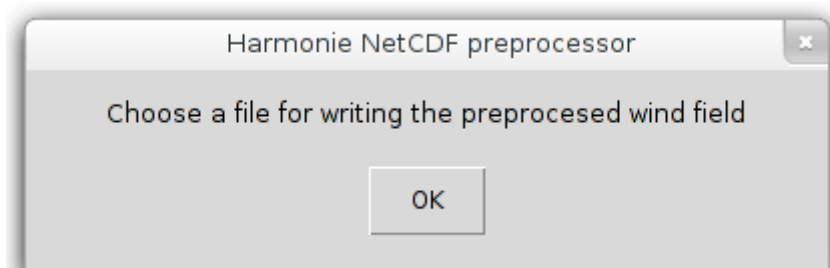 Harmonie NetCDF preprocessor
Choose a file for writing the preprocesed wind field
OK